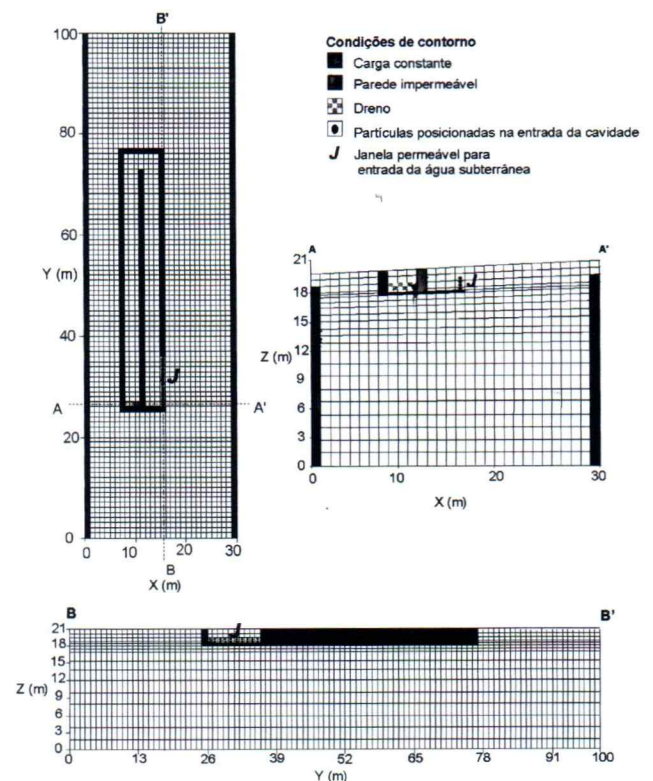 B'
100
80
60
Y (m)
40
J
A
A'
20
0
0
10
20
30
B
X (m)
Condições de contorno
Carga constante
Parede impermeável
Dreno
Partículas posicionadas na entrada da cavidade
J Janela permeável para
entrada da água subterrânea
A
A'
21
18
15
Z (m)
12
9
6
3
0
J
0
10
20
30
X (m)
B
B'
J
21
18
15
12
Z (m)
9
6
3
0
0
13
26
39
52
65
78
91
100
Y (m)